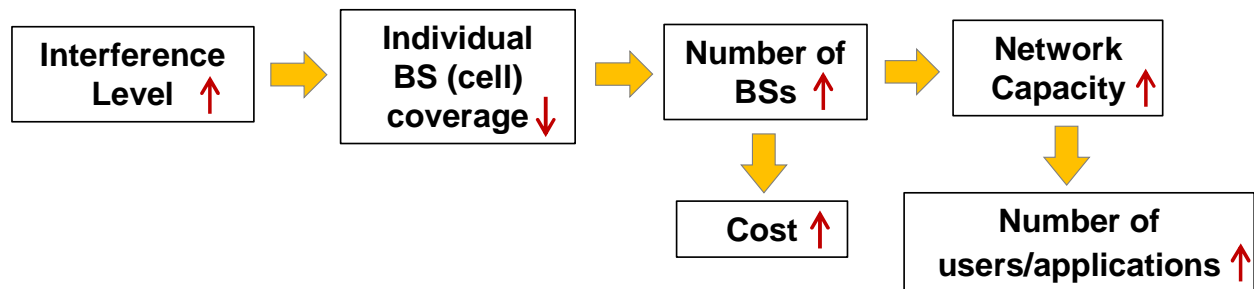 Interference
Level
Individual
BS (cell)
coverage
Number of
BSs
Network
Capacity
Cost
Number of
users/applications